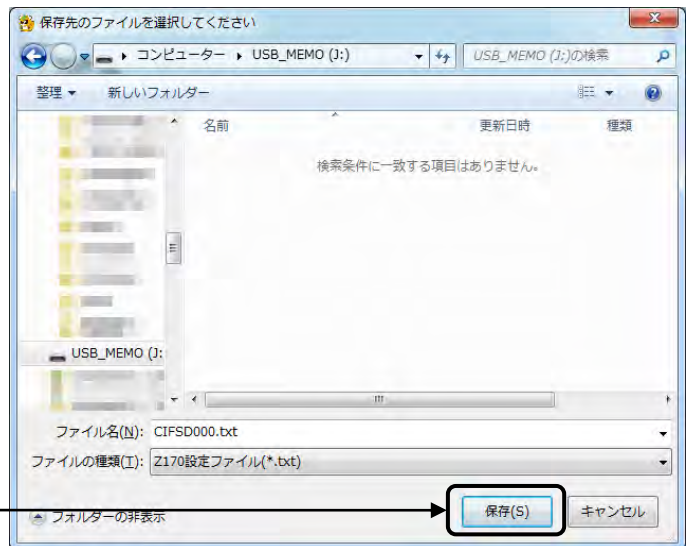 保存先のファイルを選択してください
コンピューター ▸ USB_MEMO (J:)
USB_MEMO (J:)の検索
整理 新しいフォルダー
名前 更新日時 種類
検索条件に一致する項目はありません。
USB_MEMO (J:
ファイル名(N): CIFSD000.txt
ファイルの種類(T): Z170設定ファイル(*.txt)
フォルダーの非表示 保存(S) キャンセル